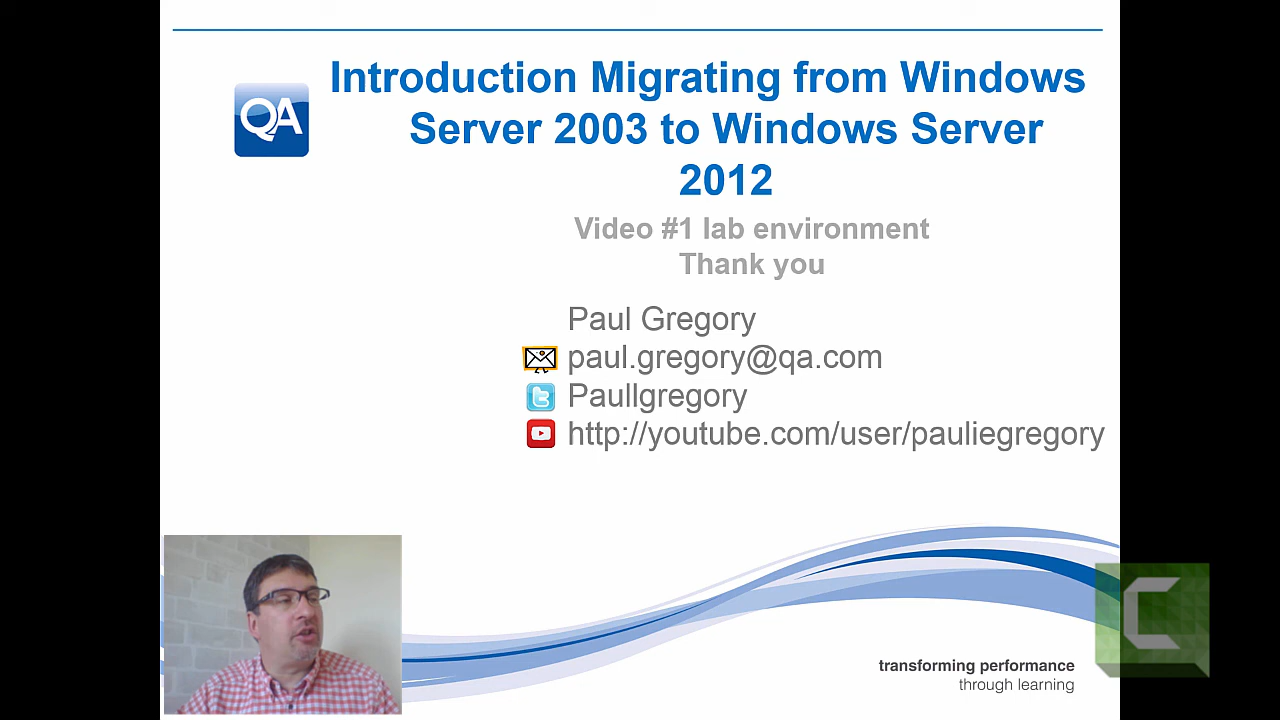 QA
Introduction Migrating from Windows
Server 2003 to Windows Server
2012
Video #1 lab environment
Thank you
Paul Gregory
paul.gregory@qa.com
Paullgregory
http://youtube.com/user/pauliegregory
transforming performance
through learning